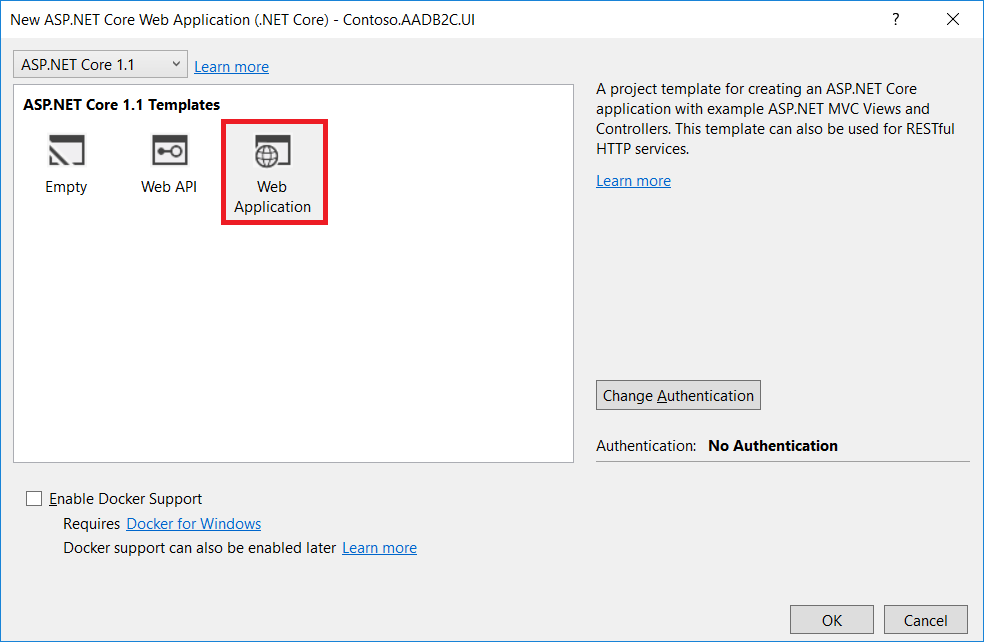 New ASP.NET Core Web Application (.NET Core) - Contoso.AADB2C.UI
?
ASP.NET Core 1.1
Learn more
ASP.NET Core 1.1 Templates
Empty
Web API
Web
Application
A project template for creating an ASP.NET Core
application with example ASP.NET MVC Views and
Controllers. This template can also be used for RESTful
HTTP services.
Learn more
Change Authentication
Authentication: No Authentication
Enable Docker Support
Requires Docker for Windows
Docker support can also be enabled later Learn more
OK
Cancel